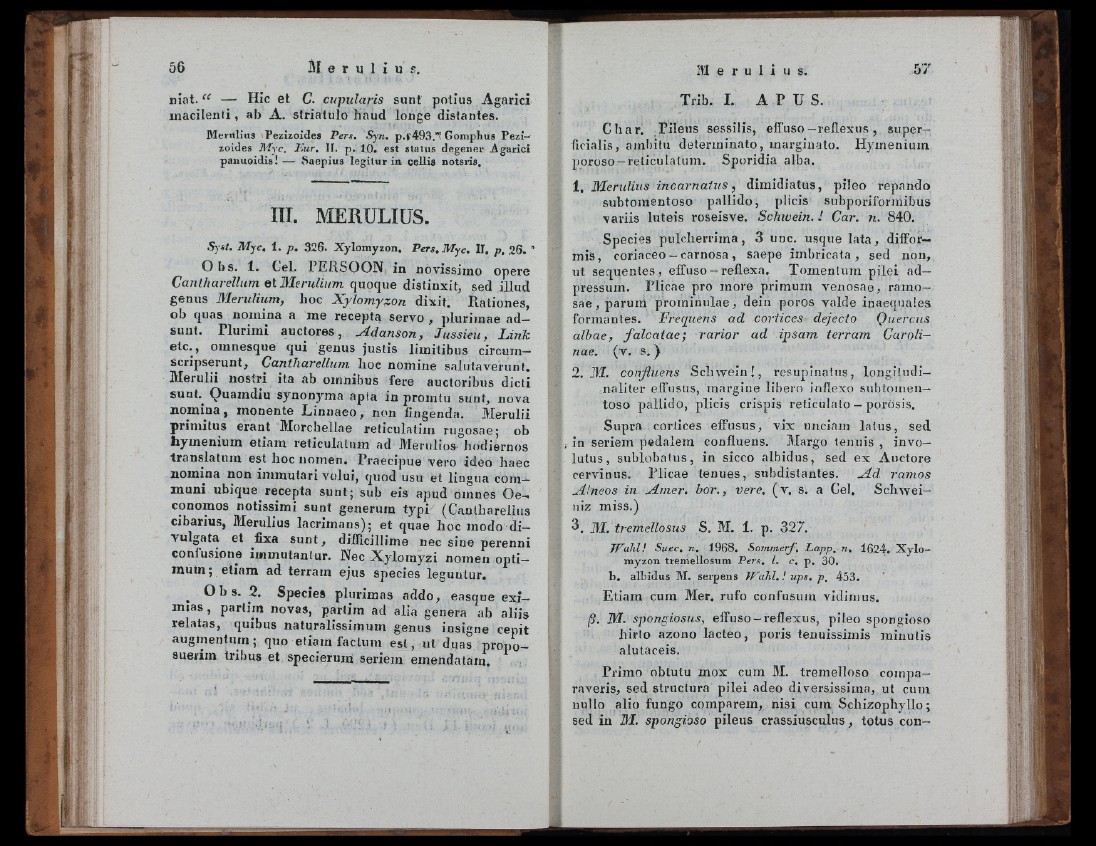 56 Merulius.
niat.“ — Hic et C. cupularis sunt potius Agarici
macilenti, ab A. striatulo haud longe distantes.
Merulius Pezizoides Pers. Syn. p. 493. Gomphus Pezi-
zoides Myc. Eur. II. p. 10. est status degener Agarici
panuoidis! — Saepius legitur in cellis notsris.
III. MERULIUS.
Syst. Myc. 1. p. 326. Xylomyzon. Pers. Myc. II. p. 26.
Obs. 1. Cel. PERSOON in novissimo opere
Cantharellum et Merulium quoque distinxit, sed illud
genus Merulium, hoc Xylomyzon dixit. Rationes,
ob quas nomina a me recepta servo, plurimae ad-
sunt. Plurimi auctores, Adanson, Jussieu, Link
etc., omnesque qui genus justis limitibus circum-
scripserunt, Cantharellum hoc nomine salutaverunt.
Merulii nostri ita ab omnibus fere auctoribus dicti
sunt. Quamdiu synonyma apta in promtu sunt, nova
nomina, monente Linnaeo, non fingenda. Merulii
primitus erant Morchellae reticulatim rugosae; ob
hymenium etiam reticulatum ad Merulios hodiernos
translatum est hoc nomen. Praecipue vero ideo haec
nomina non immutari volui, quod usu et lingua com-
muni ubique recepta sunt; sub eis apud omnes Oe-
conomos notissimi sunt generum typi (Cantharellus
cibarius, Merulius lacrimans); et quae hoc modo di-
vulgata et fixa sunt, difficillime nec sine perenni
confusione immutantur. Nec Xylomyzi nomen opti-
mum; etiam ad terram ejus species leguntur.
Obs. 2. Species plurimas addo, easque exi-
mias, partim novas, partim ad alia genera ab aliis
relatas, quibus naturalissimum genus insigne cepit
augmentum; quo etiam factum est, ut duas propo-
suerim tribus et specierum seriem emendatam.
Merulius. 57
Trib. I. APUS.
Char. Pileus sessilis, effuso-reflexus, super-
ficialis, ambitu determinato, marginato. Hymenium
poroso-reticulatum. Sporidia alba.
1. Merulius incarnatus, dimidiatus, pileo repando
subtomentoso pallido, plicis subporiformibus
variis luteis roseisve. Schwein.! Car. n. 840.
Species pulcherrima, 3 unc. usque lata, diffor-
mis, coriaceo-carnosa, saepe imbricata, sed non,
ut sequentes, effuso-reflexa. Tomentum pilei ad-
pressum. Plicae pro more primum venosae, ramo-
sae, parum prominulae, dein poros valde inaequales
formantes. Frequens ad cortices dejecto Quercus
albae, falcatae; rarior ad ipsam terram Caroli-
nae. (v. s.)
2. M. confluens Schwein!, resupinatus, longitudi-
naliter effusus, margine libero inflexo subtomen-
toso pallido, plicis crispis reticulato-porosis.
Supra cortices effusus, vix unciam latus, sed
in seriem pedalem confluens. Margo tenuis, invo-
lutus, sublobatus, in sicco albidus, sed ex Auctore
cervinus. Plicae tenues, subdistantes. Ad ramos
Alneos in Amer. bor., vere. (v. s. a Cel. Schwei-
niz miss.)
3. M. tremellosus S. M. 1. p. 327.
Wahl! Suec. n. 1968. Sommerf. Lapp. n. 1624. Xylo-
myzon tremellosum Pers. l. c. p. 30.
b. albidus M. serpens Wahl.! ups. p. 453.
Etiam cum Mer. rufo confusum vidimus.
β. M. spongiosus, effuso-reflexus, pileo spongioso
hirto azono lacteo, poris tenuissimis minutis
alutaceis.
Primo obtutu mox cum M. tremelloso compa-
raveris, sed structura pilei adeo diversissima, ut cum
nullo alio fungo comparem, nisi cum Schizophyllo;
sed in M. spongioso pileus crassiusculus, totus con-